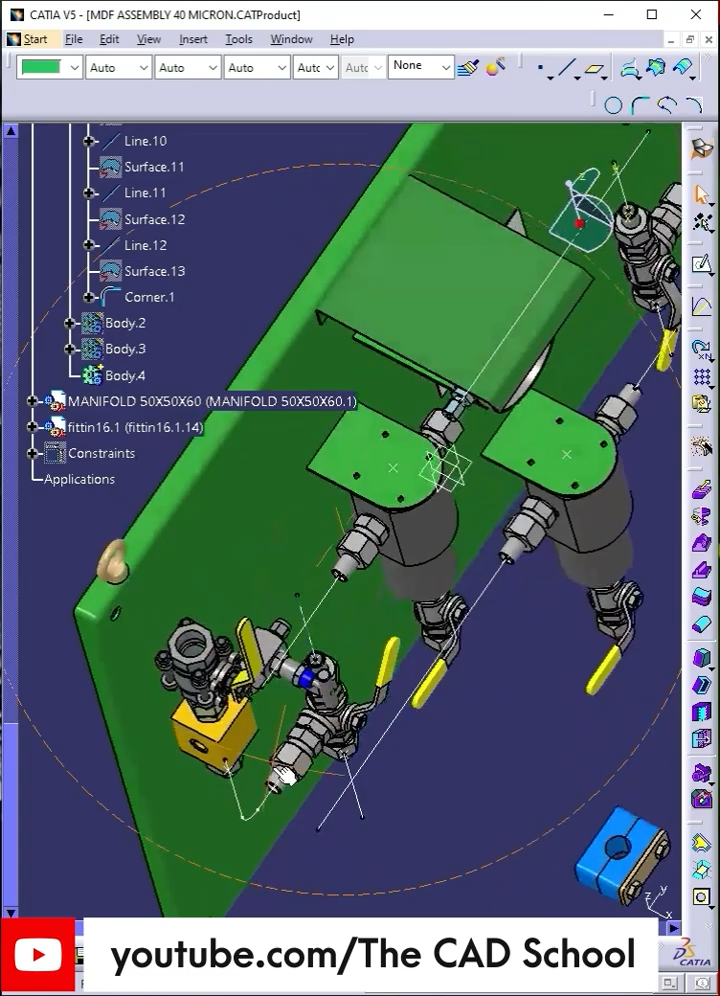 CATIA V5 - [MDF ASSEMBLY 40 MICRON.CATProduct]
Start File Edit View Insert Tools Window Help
Auto Auto Auto Aut Aut None
Line.10
Surface.11
Line.11
Surface.12
Line.12
Surface.13
Corner.1
Body.2
Body.3
Body.4
MANIFOLD 50X50X60 (MANIFOLD 50X50X60.1)
fittin16.1 (fittin16.1.14)
Constraints
Applications
z y
x
youtube.com/The CAD School
CATIA